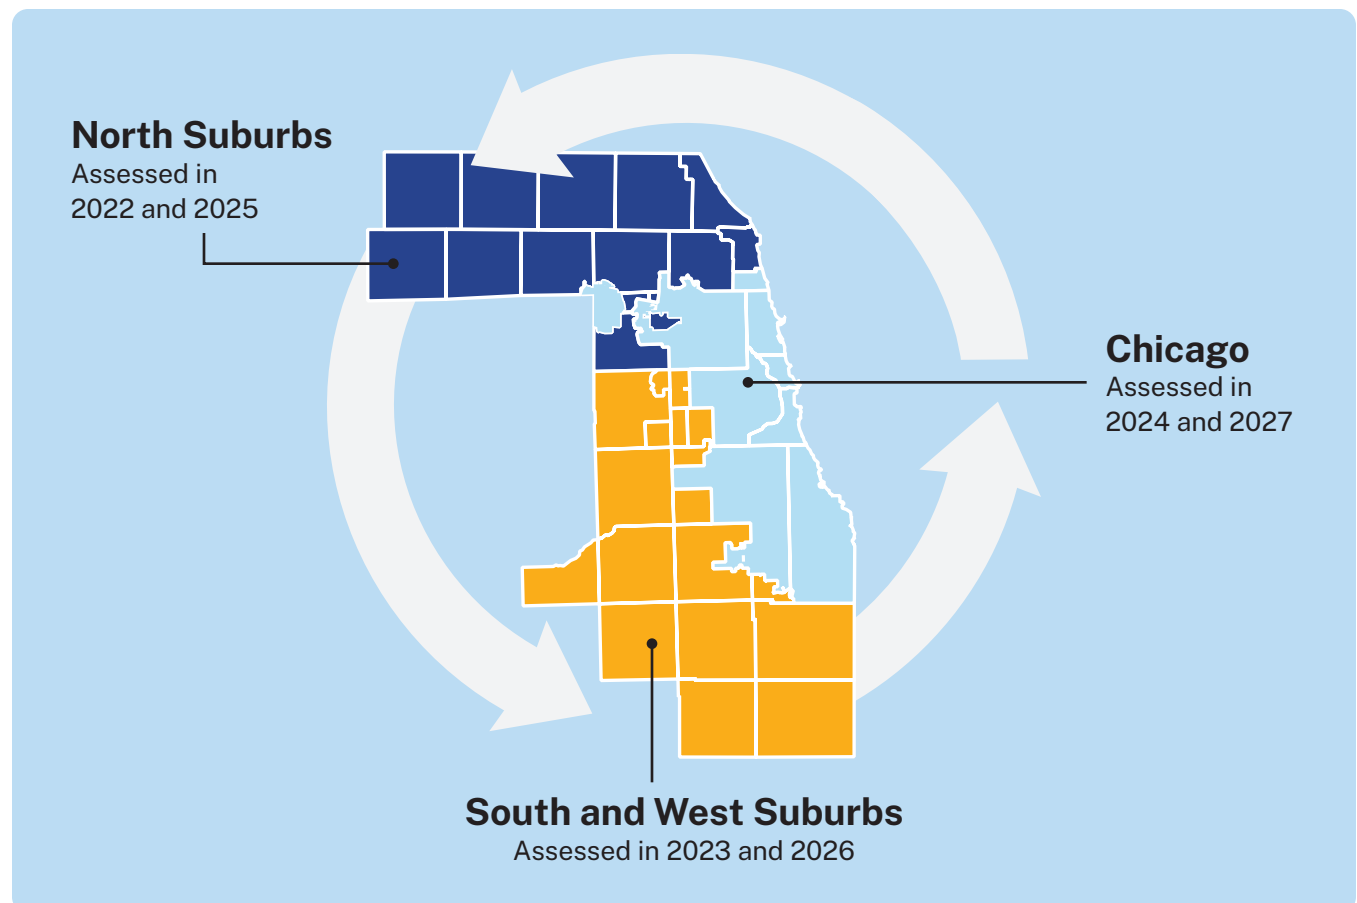 North Suburbs
Assessed in
2022 and 2025
Chicago
Assessed in
2024 and 2027
South and West Suburbs
Assessed in 2023 and 2026